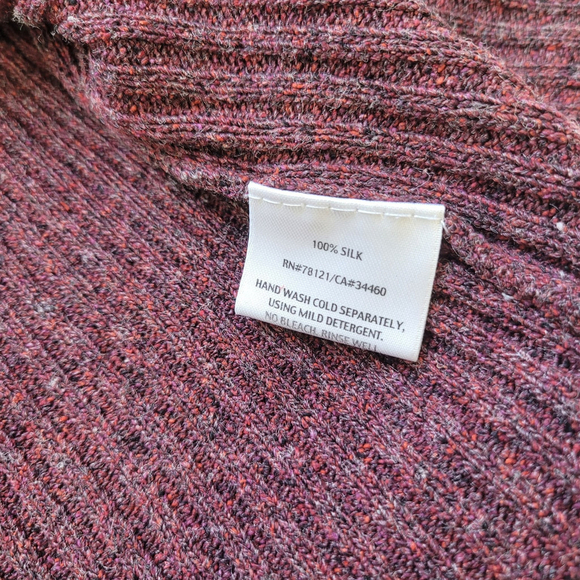 100% SILK
RN#78121/CA#34460
HAND WASH COLD SEPARATELY,
USING MILD DETERGENT.
NO BLEACH. RINSE WELL